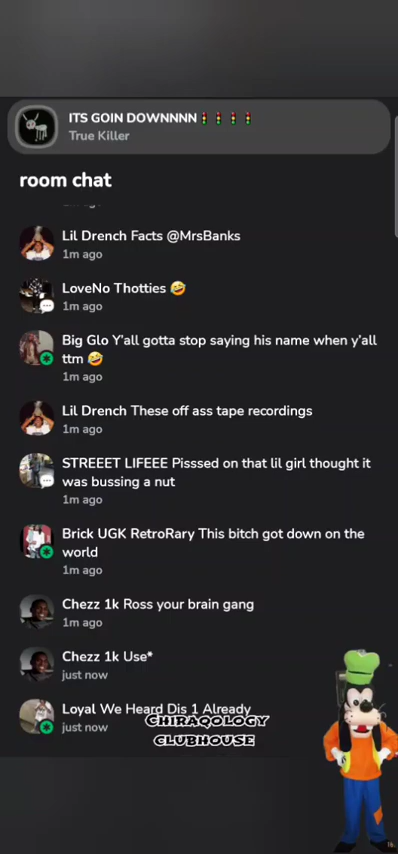 ITS GOIN DOWNNNN🚦🚦🚦🚦
True Killer
room chat
Lil Drench Facts @MrsBanks
1m ago
LoveNo Thotties 🤣
1m ago
Big Glo Y'all gotta stop saying his name when y'all
ttm 🤣
1m ago
Lil Drench These off ass tape recordings
1m ago
STREEET LIFEEE Pisssed on that lil girl thought it
was bussing a nut
1m ago
Brick UGK RetroRary This bitch got down on the
world
1m ago
Chezz 1k Ross your brain gang
1m ago
Chezz 1k Use*
just now
Loyal We Heard Dis 1 Already
just now
CHIRAQOLOGY
CLUBHOUSE